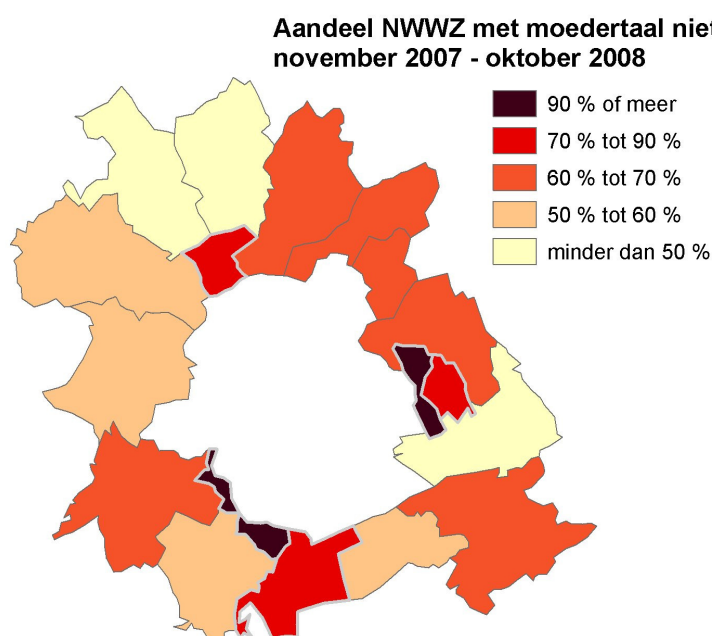 Aandeel NWWZ met moedertaal niet
november 2007 - oktober 2008
90 % of meer
70 % tot 90 %
60 % tot 70 %
50 % tot 60 %
minder dan 50 %